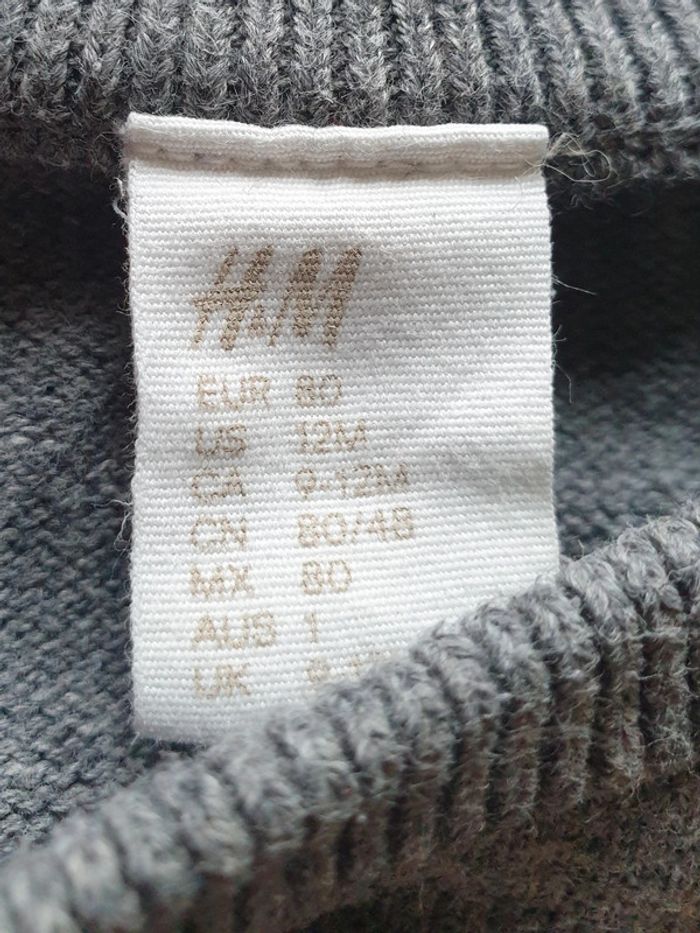 H&M
EUR 80
US 12M
CA 9-12M
CN 80/48
MX 80
AUS 1
UK